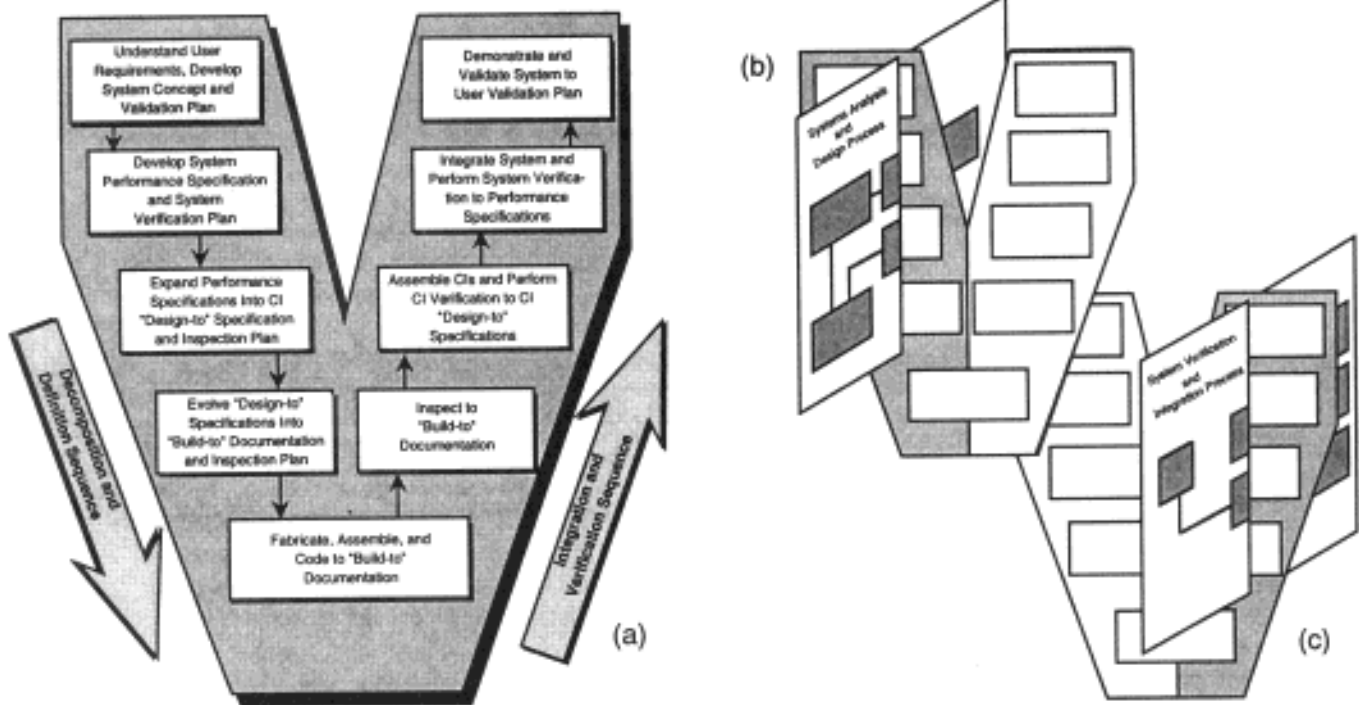 Understand User
Requirements, Develop
System Concept and
Validation Plan
Develop System
Performance Specification
and System
Verification Plan
Expand Performance
Specifications Into CI
"Design-to" Specification
and Inspection Plan
Evolve "Design-to"
Specifications Into
"Build-to" Documentation
and Inspection Plan
Fabricate, Assemble, and
Code to "Build-to"
Documentation
Inspect to
"Build-to"
Documentation
Assemble CIs and Perform
CI Verification to CI
"Design-to"
Specifications
Integrate System and
Perform System Verifica-
tion to Performance
Specifications
Demonstrate and
Validate System to
User Validation Plan
Decomposition and
Definition Sequence
Integration and
Verification Sequence
(a)
(b)
Systems Analysis
and
Design Process
System Verification
and
Integration Process
(c)